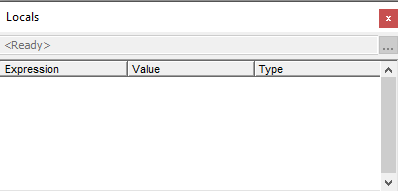 Locals
<Ready>
...
Expression Value Type